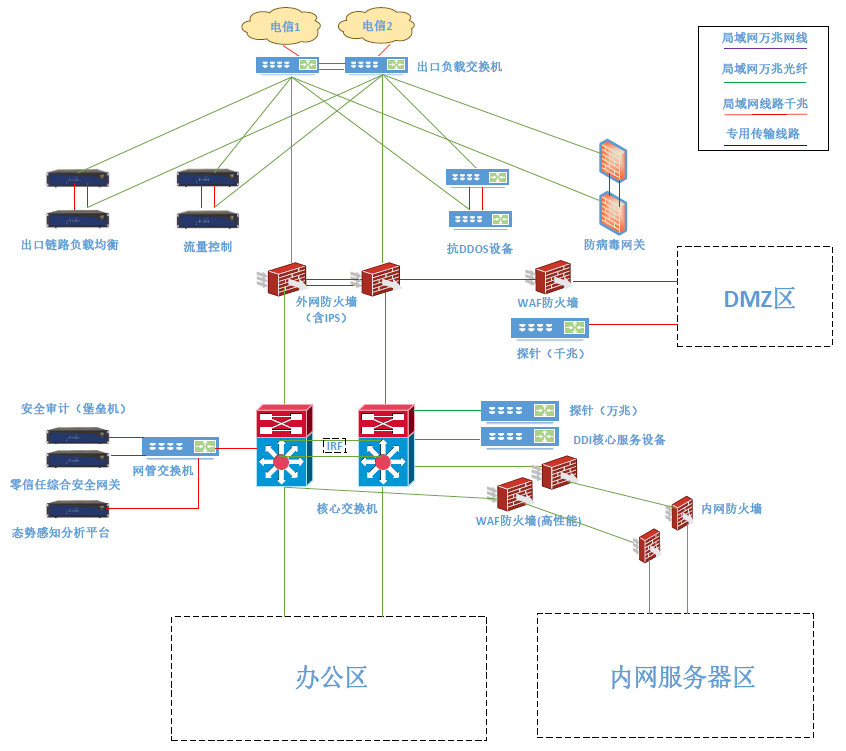 电信1
电信2
出口负载交换机
局域网万兆网线
局域网万兆光纤
局域网线路千兆
专用传输线路
出口链路负载均衡
流量控制
抗DDOS设备
防病毒网关
外网防火墙
（含IPS）
WAF防火墙
DMZ区
探针（千兆）
安全审计（堡垒机）
网管交换机
零信任综合安全网关
态势感知分析平台
IRF
核心交换机
探针（万兆）
DDI核心服务设备
WAF防火墙(高性能)
内网防火墙
办公区
内网服务器区